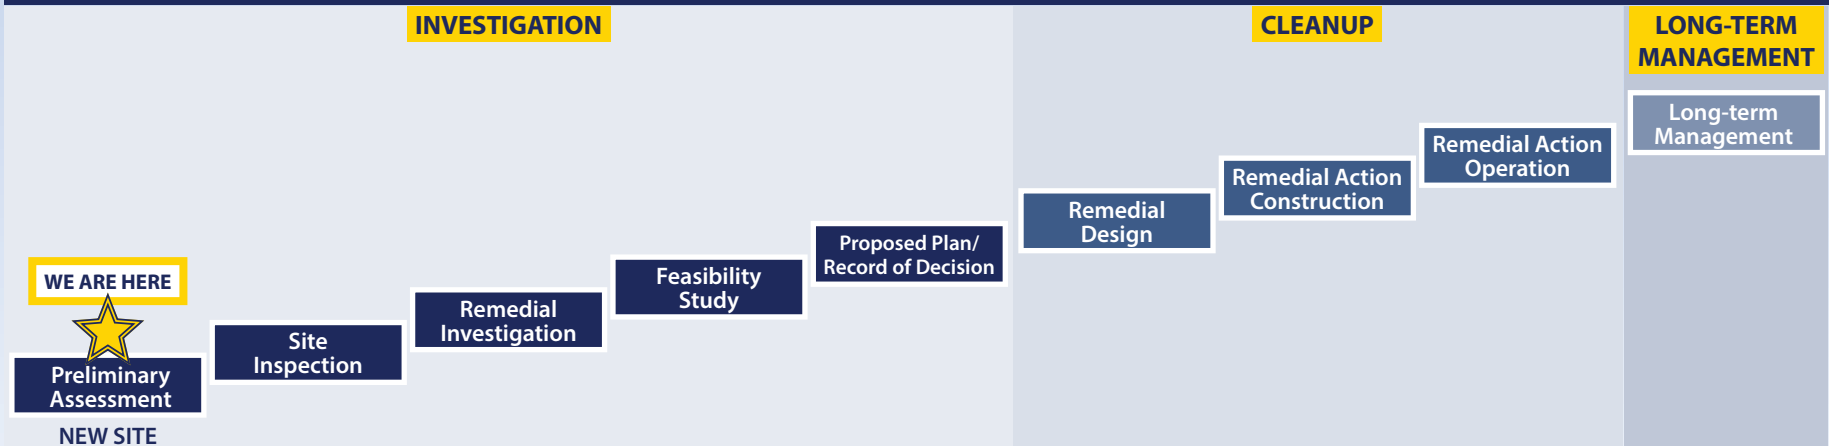 INVESTIGATION
CLEANUP
LONG-TERM
MANAGEMENT
WE ARE HERE
Preliminary
Assessment
NEW SITE
Site
Inspection
Remedial
Investigation
Feasibility
Study
Proposed Plan/
Record of Decision
Remedial
Design
Remedial Action
Construction
Remedial Action
Operation
Long-term
Management